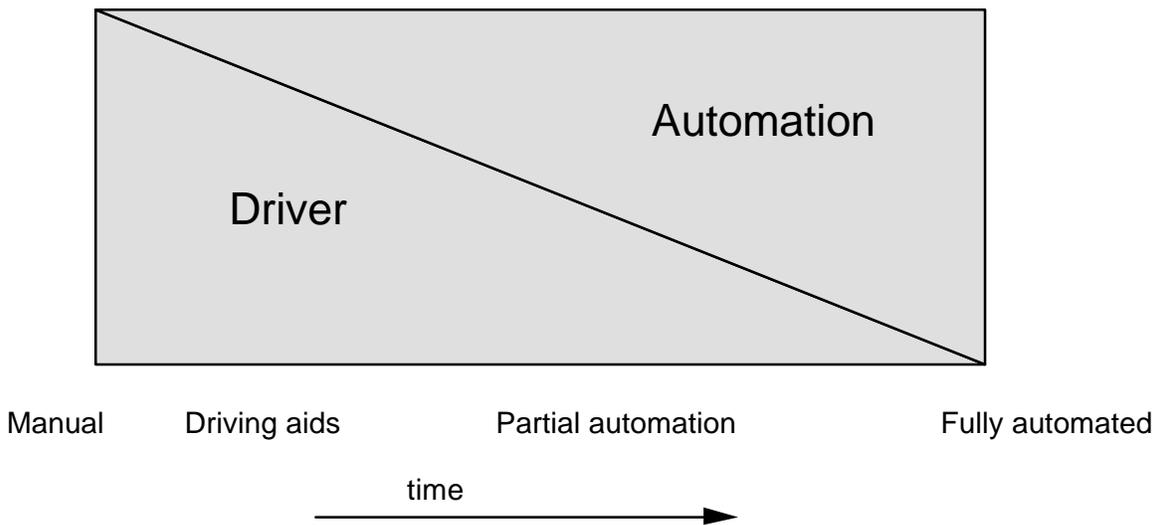 Automation
Driver
Manual Driving aids Partial automation Fully automated
time